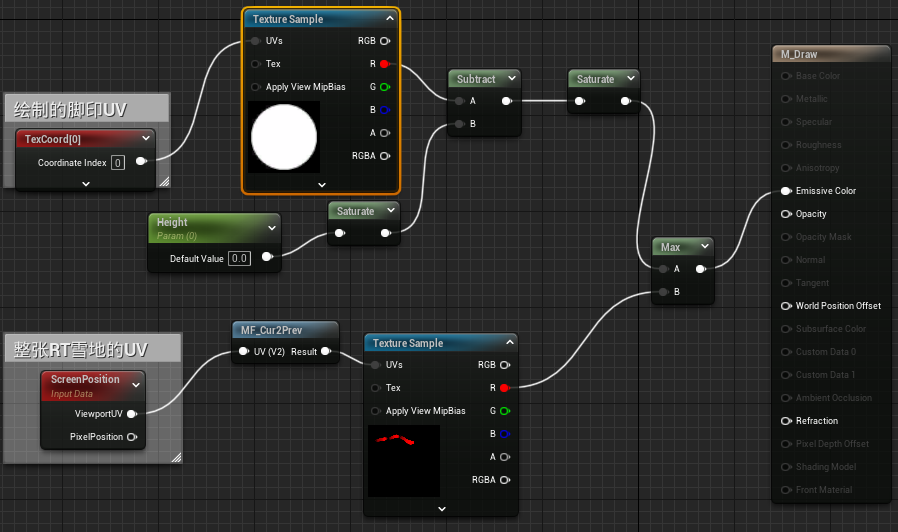 Texture Sample
UVs
RGB
Tex
R
Apply View MipBias
G
B
A
RGBA
绘制的脚印UV
TexCoord[0]
Coordinate Index 0
Height
Param (0)
Default Value 0.0
Saturate
Subtract
A
B
Saturate
Max
A
B
整张RT雪地的UV
ScreenPosition
Input Data
ViewportUV
PixelPosition
MF_Cur2Prev
UV (V2) Result
Texture Sample
UVs
RGB
Tex
R
Apply View MipBias
G
B
A
RGBA
M_Draw
Base Color
Metallic
Specular
Roughness
Anisotropy
Emissive Color
Opacity
Opacity Mask
Normal
Tangent
World Position Offset
Subsurface Color
Custom Data 0
Custom Data 1
Ambient Occlusion
Refraction
Pixel Depth Offset
Shading Model
Front Material